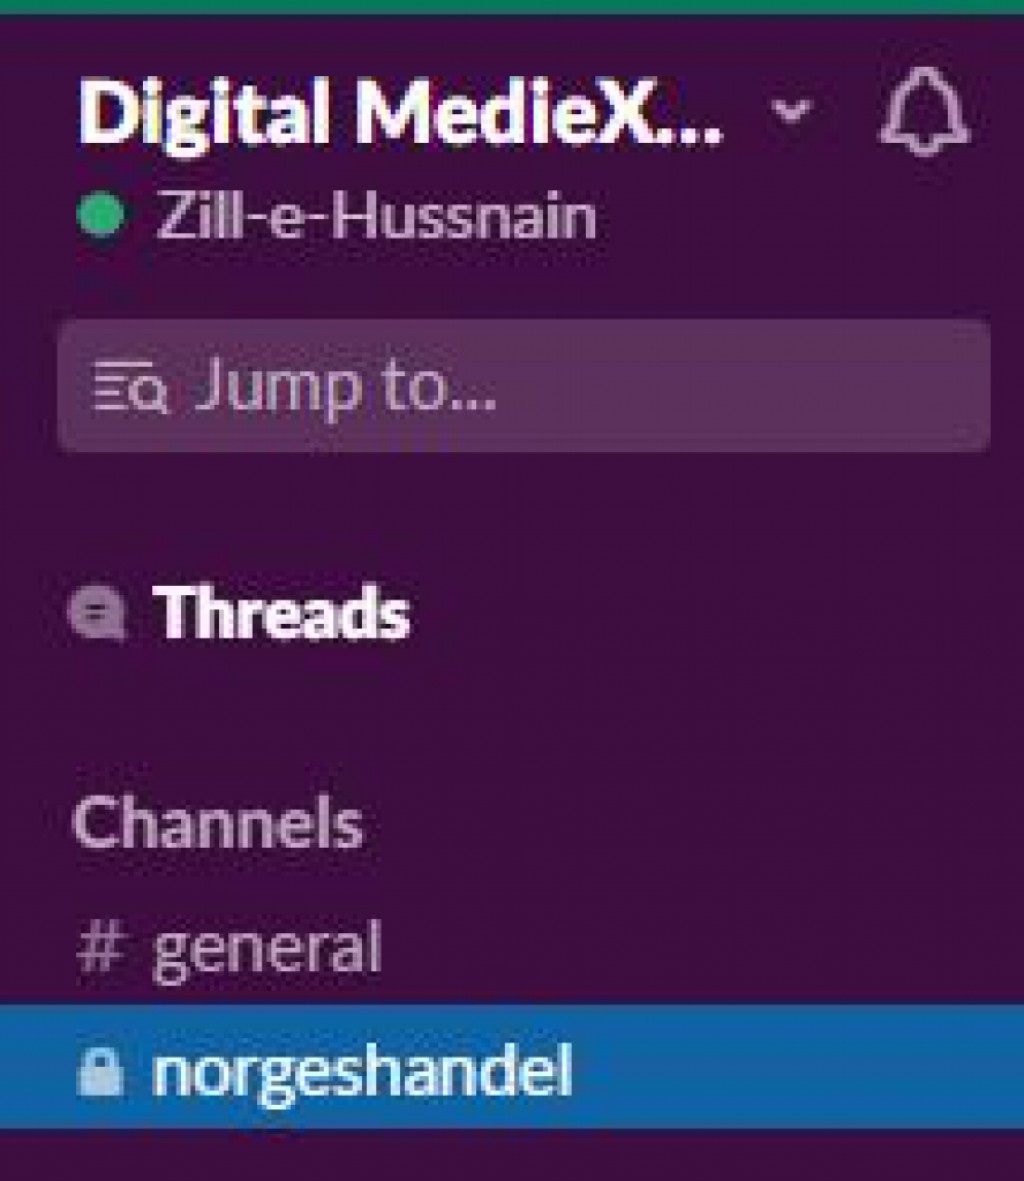 Digital MedieX...
Zill-e-Hussnain
Jump to...
Threads
Channels
# general
norgeshandel